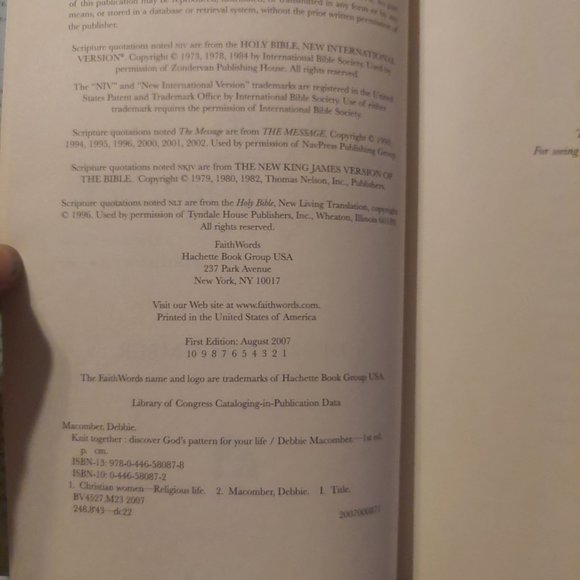 of this publication may be reproduced, distributed, or transmitted in any form or by any
means, or stored in a database or retrieval system, without the prior written permission of
the publisher.
Scripture quotations noted NIV are from the HOLY BIBLE, NEW INTERNATIONAL
VERSION®. Copyright © 1973, 1978, 1984 by International Bible Society. Used by
permission of Zondervan Publishing House. All rights reserved.
The "NIV" and "New International Version" trademarks are registered in the United
States Patent and Trademark Office by International Bible Society. Use of either
trademark requires the permission of International Bible Society.
Scripture quotations noted The Message are from THE MESSAGE. Copyright © 1993,
1994, 1995, 1996, 2000, 2001, 2002. Used by permission of NavPress Publishing Group.
Scripture quotations noted NKJV are from THE NEW KING JAMES VERSION OF
THE BIBLE. Copyright © 1979, 1980, 1982, Thomas Nelson, Inc., Publishers.
Scripture quotations noted NLT are from the Holy Bible, New Living Translation, copyright
© 1996. Used by permission of Tyndale House Publishers, Inc., Wheaton, Illinois
All rights reserved.
FaithWords
Hachette Book Group USA
237 Park Avenue
New York, NY 10017
Visit our Web site at www.faithwords.com.
Printed in the United States of America
First Edition: August 2007
10 9 8 7 6 5 4 3 2 1
The FaithWords name and logo are trademarks of Hachette Book Group USA
Library of Congress Cataloging-in-Publication Data
Macomber, Debbie.
Knit together : discover God's pattern for your life / Debbie Macomber.—1st ed.
p. cm.
ISBN-13: 978-0-446-58087-8
ISBN-10: 0-446-58087-2
1. Christian women—Religious life. 2. Macomber, Debbie. I. Title.
BV4527.M23 2007
248.8'43—dc22
2007000871
For seeing